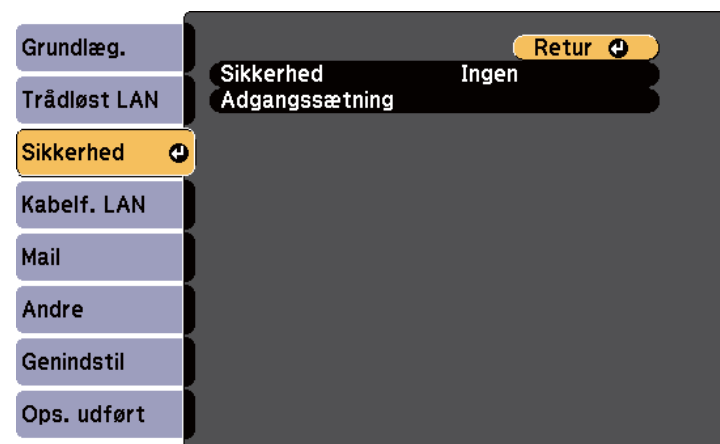 Grundlæg.
Trådløst LAN
Sikkerhed
Kabelf. LAN
Mail
Andre
Genindstil
Ops. udført
Retur
Sikkerhed Ingen
Adgangssætning